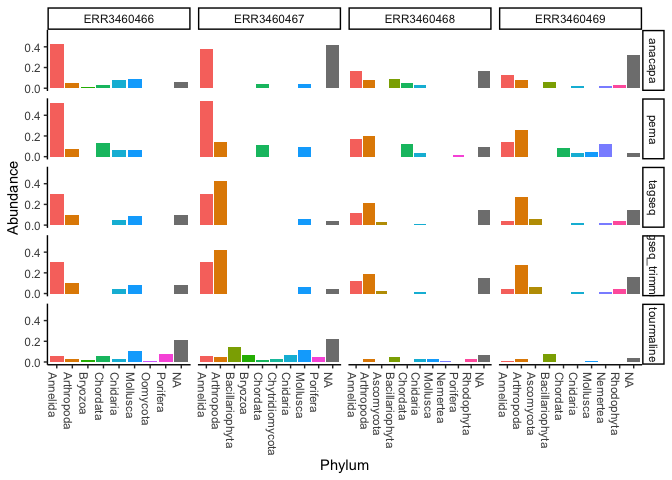 ERR3460466 ERR3460467 ERR3460468 ERR3460469
Abundance
0.4
0.2
0.0
anacapa
0.4
0.2
0.0
pema
0.4
0.2
0.0
tagseq
0.4
0.2
0.0
gseq_trimm
0.4
0.2
0.0
tourmaline
Annelida
Arthropoda
Bryozoa
Chordata
Cnidaria
Mollusca
Oomycota
Porifera
NA
Annelida
Arthropoda
Bacillariophyta
Bryozoa
Chordata
Chytridiomycota
Cnidaria
Mollusca
Porifera
NA
Annelida
Arthropoda
Ascomycota
Bacillariophyta
Chordata
Cnidaria
Mollusca
Nemertea
Porifera
Rhodophyta
NA
Annelida
Arthropoda
Ascomycota
Bacillariophyta
Chordata
Cnidaria
Mollusca
Nemertea
Rhodophyta
NA
Phylum